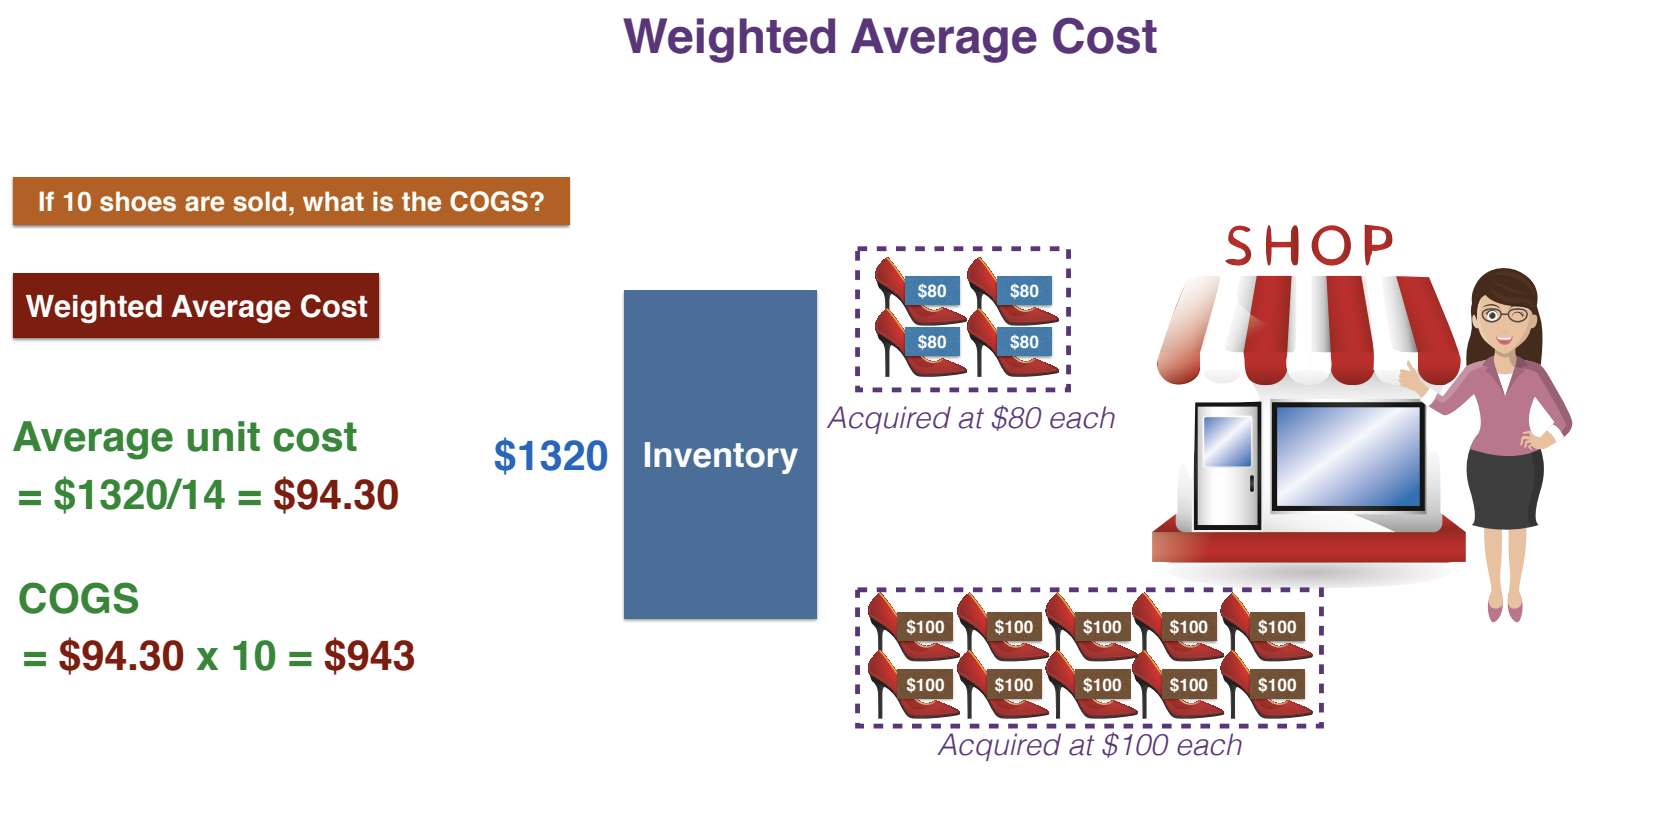 Weighted Average Cost
If 10 shoes are sold, what is the COGS?
Weighted Average Cost
Average unit cost
= $1320/14 = $94.30
COGS
= $94.30 x 10 = $943
$1320
Inventory
$80 $80
$80 $80
Acquired at $80 each
SHOP
$100 $100 $100 $100 $100
$100 $100 $100 $100 $100
Acquired at $100 each